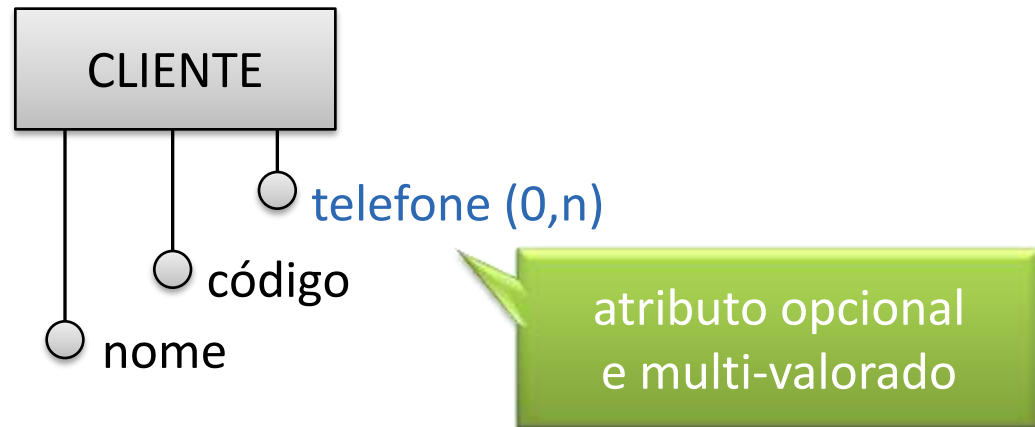 CLIENTE
telefone (0,n)
código
nome
atributo opcional
e multi-valorado